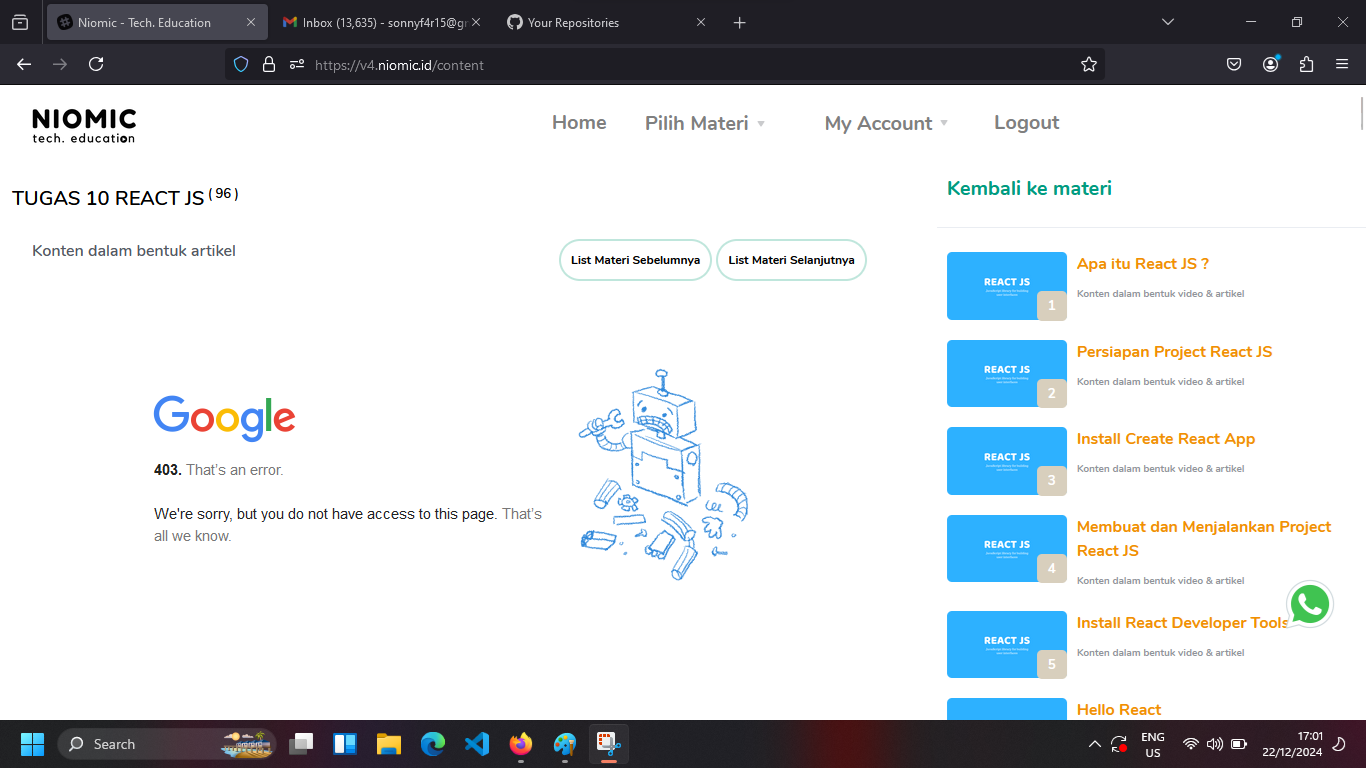 Niomic - Tech. Education
Inbox (13,635) - sonnyf4r15@gr
Your Repositories
https://v4.niomic.id/content
NIOMIC
tech. education
Home
Pilih Materi
My Account
Logout
TUGAS 10 REACT JS ( 96 )
Konten dalam bentuk artikel
List Materi Sebelumnya
List Materi Selanjutnya
Google
403. That's an error.
We're sorry, but you do not have access to this page. That's
all we know.
Kembali ke materi
REACT JS
1
Apa itu React JS ?
Konten dalam bentuk video & artikel
REACT JS
2
Persiapan Project React JS
Konten dalam bentuk video & artikel
REACT JS
3
Install Create React App
Konten dalam bentuk video & artikel
REACT JS
4
Membuat dan Menjalankan Project
React JS
Konten dalam bentuk video & artikel
REACT JS
5
Install React Developer Tools
Konten dalam bentuk video & artikel
Hello React
Search
ENG
US
17:01
22/12/2024